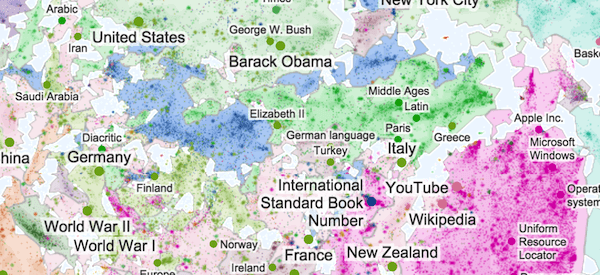 New York City
Times
Arabic
George W. Bush
United States
Iran
Barack Obama
Saudi Arabia
Middle Ages
Latin
Elizabeth II
Apple Inc.
Diacritic
German language
Paris
Greece
Microsoft
Windows
Germany
Turkey
Italy
Finland
International
Standard Book
Number
YouTube
Wikipedia
World War II
World War I
Norway
Uniform
Resource
Locator
France
New Zealand
Europe
Ireland